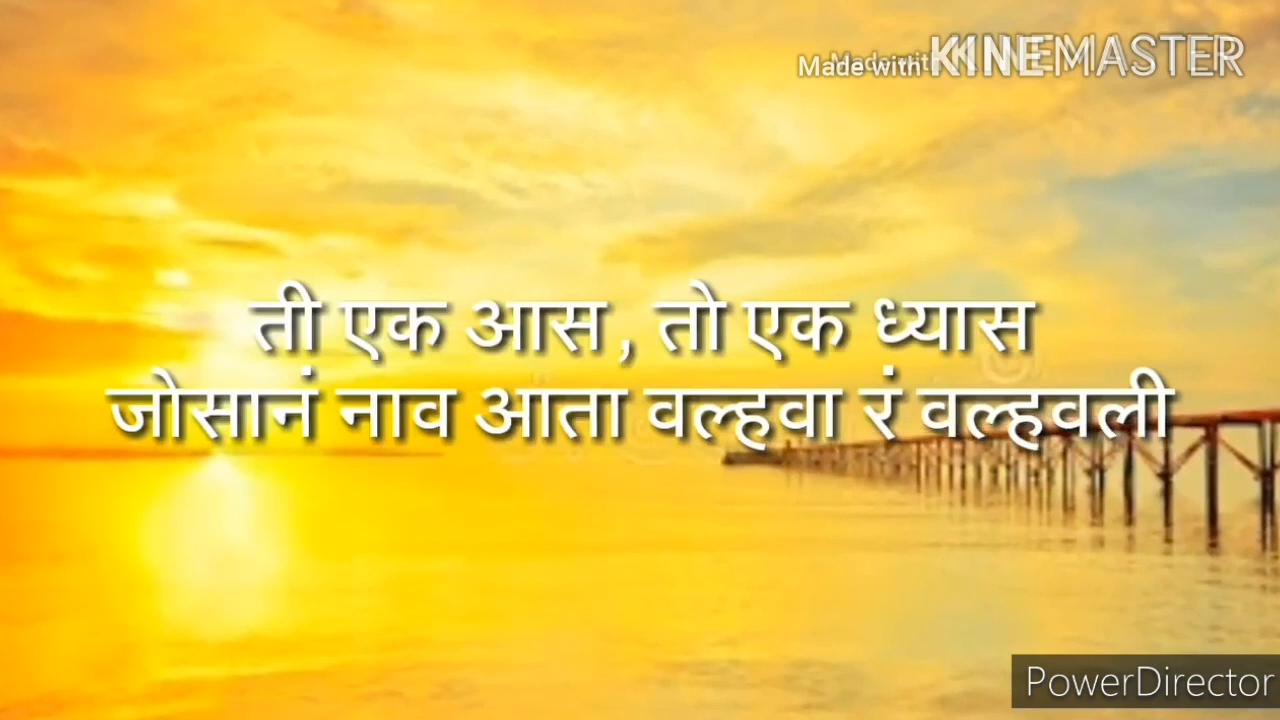 Made with KINEMASTER
ती एक आस , तो एक ध्यास
जोसानं नाव आता वल्हवा रं वल्हवली
PowerDirector